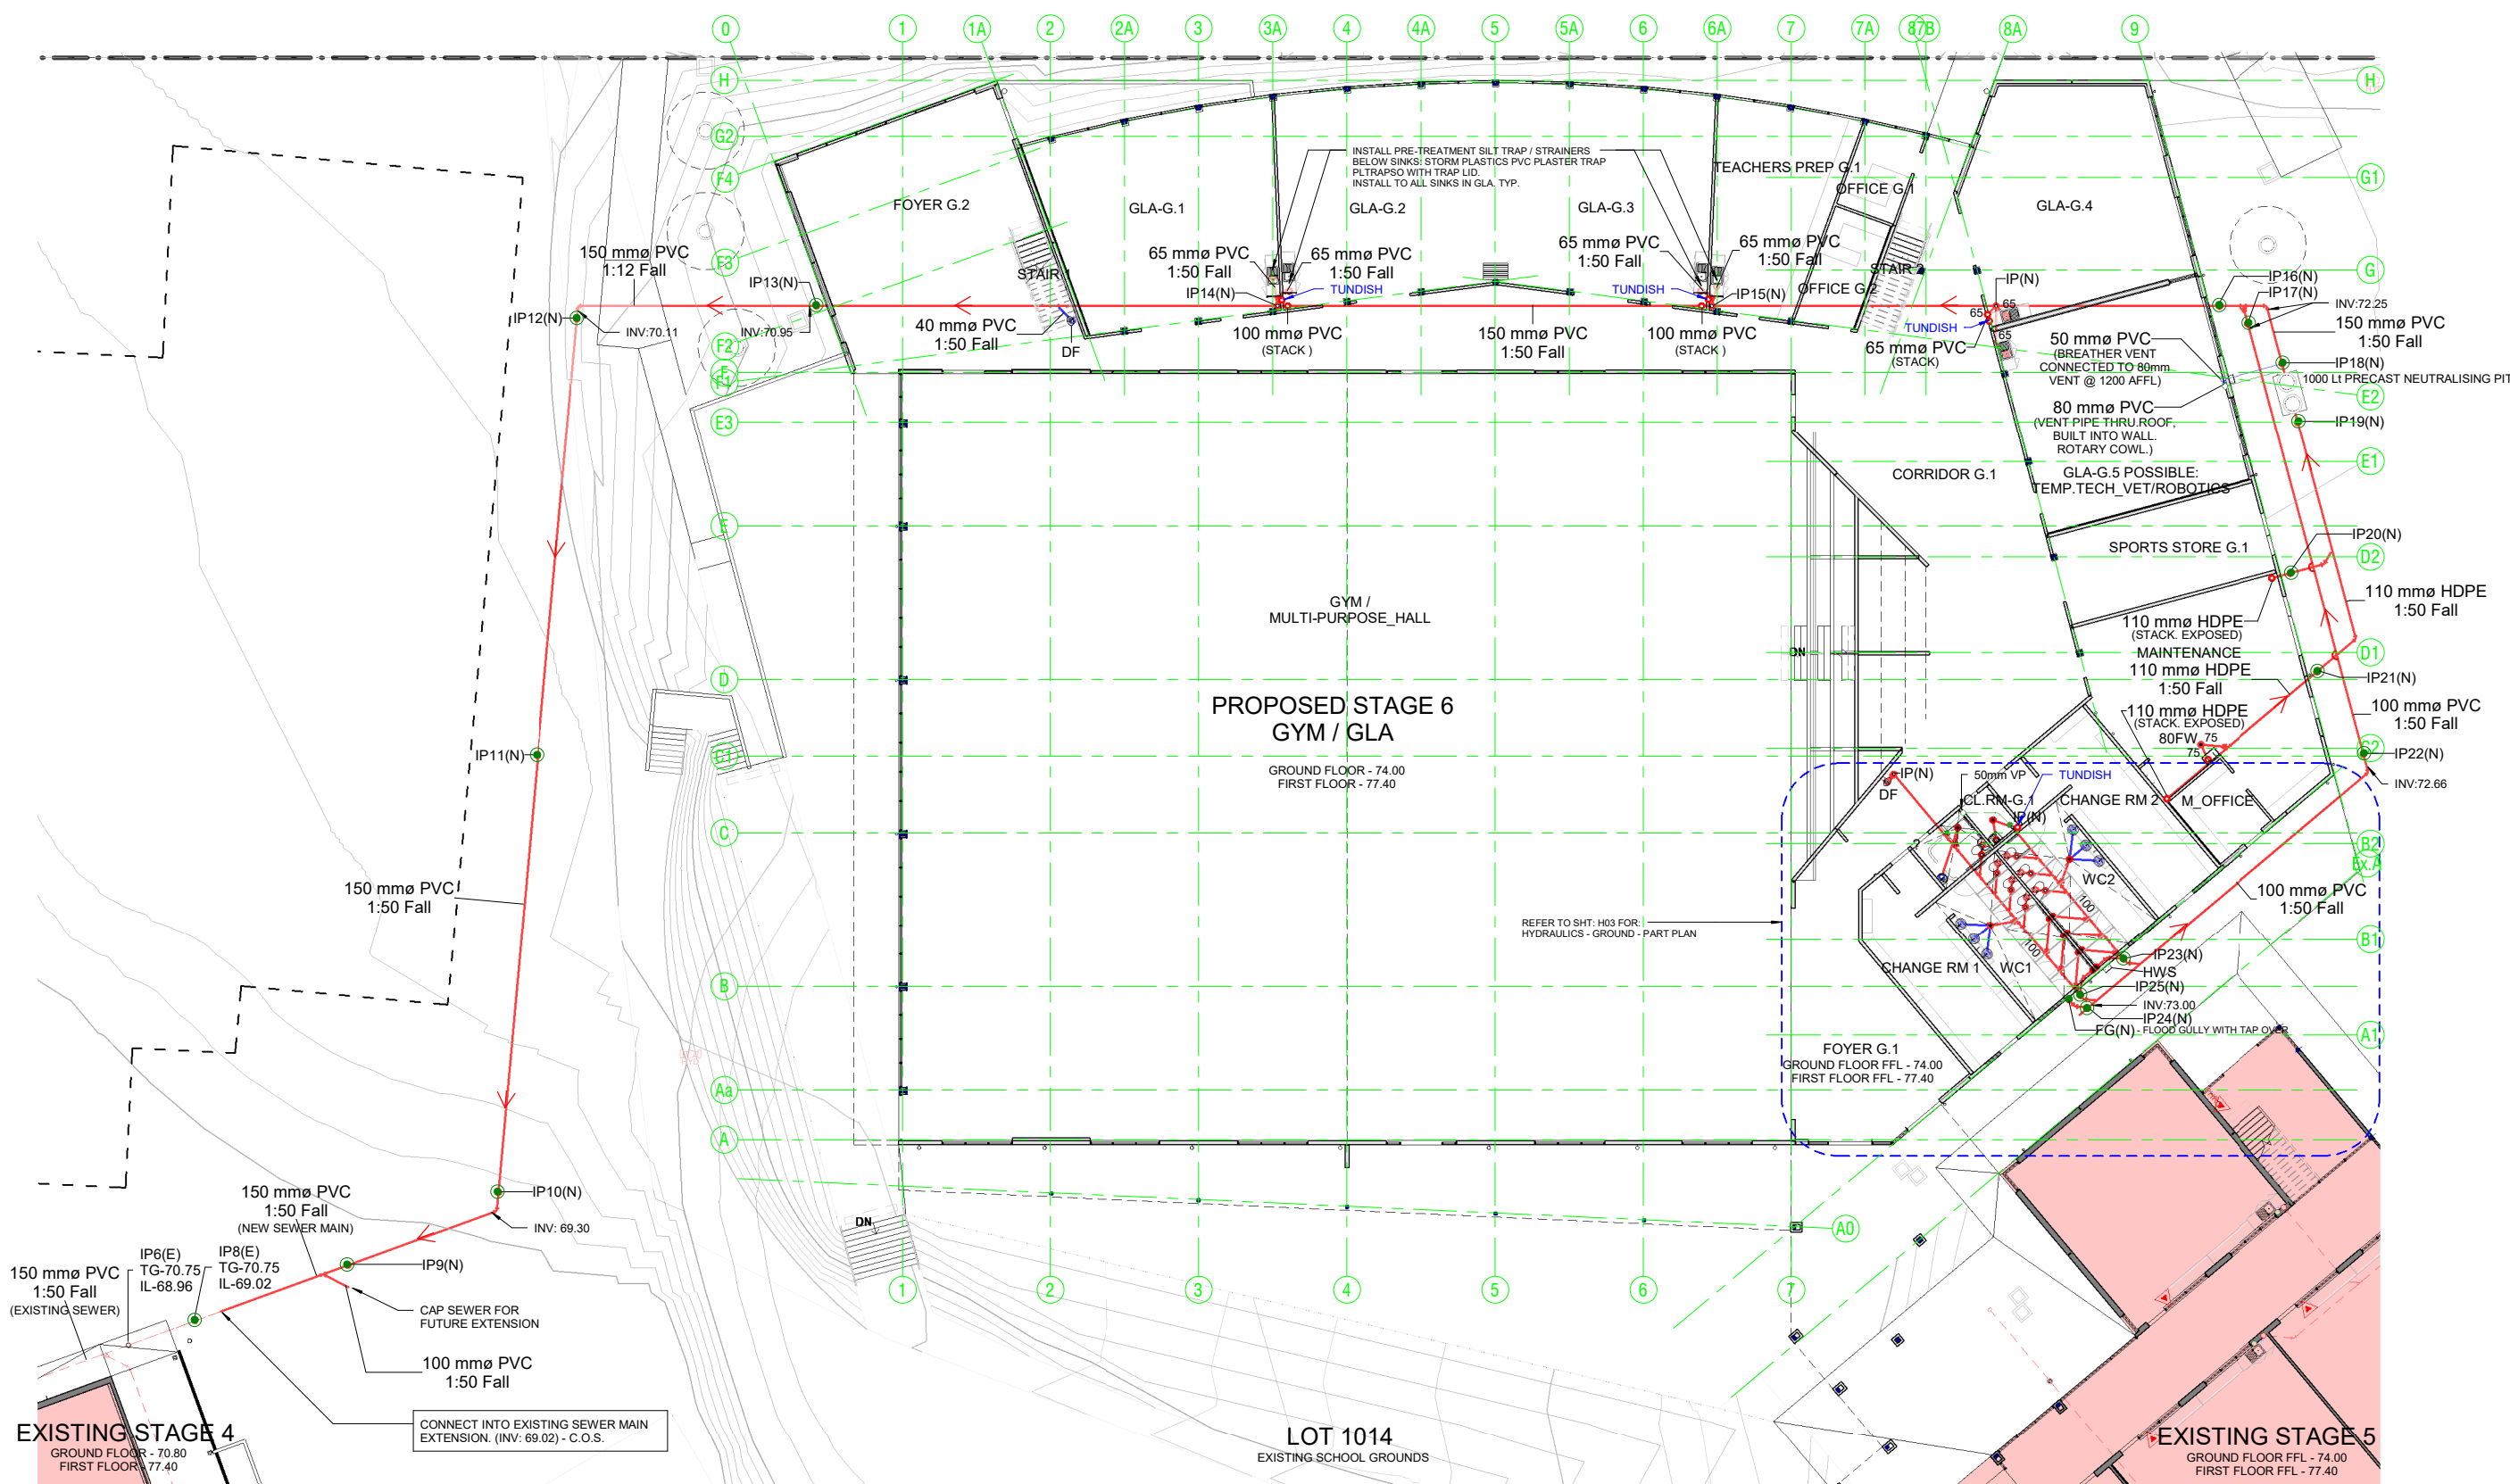 0
1
1A
2
2A
3
3A
4
4A
5
5A
6
6A
7
7A
8
7B
8A
9
H
H
G2
F4
G1
INSTALL PRE-TREATMENT SILT TRAP / STRAINERS
BELOW SINKS: STORM PLASTICS PVC PLASTER TRAP
PLTRAPSO WITH TRAP LID.
INSTALL TO ALL SINKS IN GLA. TYP.
TEACHERS PREP G.1
OFFICE G.1
FOYER G.2
GLA-G.1
GLA-G.2
GLA-G.3
GLA-G.4
150 mmø PVC
1:12 Fall
F3
STAIR 1
65 mmø PVC
1:50 Fall
65 mmø PVC
1:50 Fall
TUNDISH
65 mmø PVC
1:50 Fall
65 mmø PVC
1:50 Fall
TUNDISH
STAIR 2
OFFICE G.2
G
IP(N)
IP16(N)
IP17(N)
INV:72.25
IP12(N)
INV:70.11
IP13(N)
INV:70.95
IP14(N)
IP15(N)
65
65
65
TUNDISH
F2
40 mmø PVC
1:50 Fall
DF
100 mmø PVC
(STACK )
150 mmø PVC
1:50 Fall
100 mmø PVC
(STACK )
65 mmø PVC
(STACK)
50 mmø PVC
(BREATHER VENT
CONNECTED TO 80mm
VENT @ 1200 AFFL)
150 mmø PVC
1:50 Fall
IP18(N)
1000 Lt PRECAST NEUTRALISING PIT
F
F1
E2
E3
80 mmø PVC
(VENT PIPE THRU.ROOF,
BUILT INTO WALL.
ROTARY COWL.)
IP19(N)
E1
CORRIDOR G.1
GLA-G.5 POSSIBLE:
TEMP.TECH_VET/ROBOTICS
E
SPORTS STORE G.1
IP20(N)
D2
GYM /
MULTI-PURPOSE_HALL
110 mmø HDPE
1:50 Fall
110 mmø HDPE
(STACK. EXPOSED)
DN
MAINTENANCE
D1
110 mmø HDPE
1:50 Fall
IP21(N)
D
PROPOSED STAGE 6
GYM / GLA
GROUND FLOOR - 74.00
FIRST FLOOR - 77.40
110 mmø HDPE
(STACK. EXPOSED)
80FW
75
75
100 mmø PVC
1:50 Fall
IP11(N)
C1
C2
IP22(N)
INV:72.66
IP(N)
DF
50mm VP
TUNDISH
CL.RM-G.1
IP(N)
CHANGE RM 2
M_OFFICE
C
B2
Ex.A
150 mmø PVC
1:50 Fall
WC2
100
100 mmø PVC
1:50 Fall
REFER TO SHT: H03 FOR:
HYDRAULICS - GROUND - PART PLAN
B1
100
CHANGE RM 1
WC1
IP23(N)
HWS
IP25(N)
INV:73.00
IP24(N)
FG(N) - FLOOD GULLY WITH TAP OVER
B
A1
FOYER G.1
GROUND FLOOR FFL - 74.00
FIRST FLOOR FFL - 77.40
Aa
A
150 mmø PVC
1:50 Fall
(NEW SEWER MAIN)
IP10(N)
INV: 69.30
DN
A0
IP6(E)
TG-70.75
IL-68.96
IP8(E)
TG-70.75
IL-69.02
IP9(N)
150 mmø PVC
1:50 Fall
(EXISTING SEWER)
1
2
3
4
5
6
7
CAP SEWER FOR
FUTURE EXTENSION
100 mmø PVC
1:50 Fall
CONNECT INTO EXISTING SEWER MAIN
EXTENSION. (INV: 69.02) - C.O.S.
EXISTING STAGE 4
GROUND FLOOR - 70.80
FIRST FLOOR - 77.40
LOT 1014
EXISTING SCHOOL GROUNDS
EXISTING STAGE 5
GROUND FLOOR FFL - 74.00
FIRST FLOOR FFL - 77.40